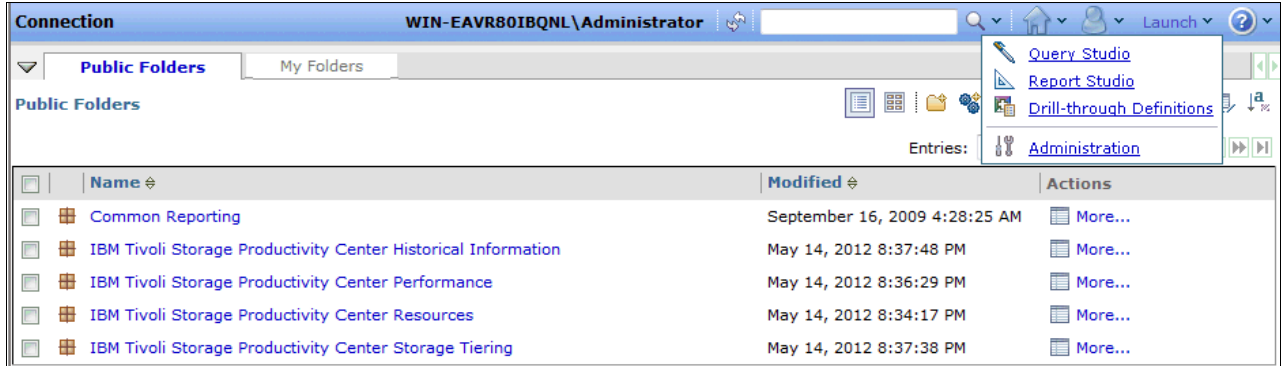 Connection WIN-EAVR80IBQNL\Administrator Launch
Query Studio
Public Folders My Folders
Report Studio
Public Folders
Drill-through Definitions
Entries:
Administration
Name Modified Actions
Common Reporting September 16, 2009 4:28:25 AM More...
IBM Tivoli Storage Productivity Center Historical Information May 14, 2012 8:37:48 PM More...
IBM Tivoli Storage Productivity Center Performance May 14, 2012 8:36:29 PM More...
IBM Tivoli Storage Productivity Center Resources May 14, 2012 8:34:17 PM More...
IBM Tivoli Storage Productivity Center Storage Tiering May 14, 2012 8:37:38 PM More...